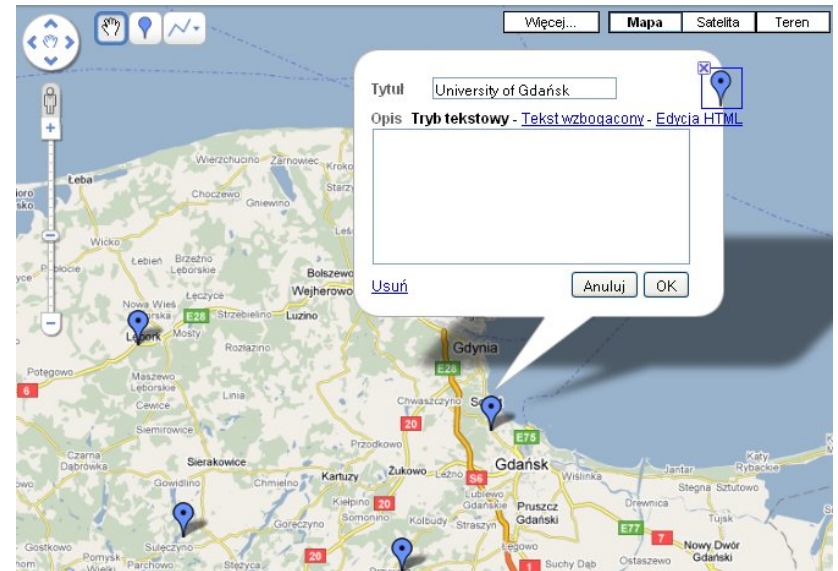 Więcej...
Mapa
Satelita
Teren
Tytuł
University of Gdańsk
Opis Tryb tekstowy - Tekst wzbogacony - Edycja HTML
Usuń
Anuluj
OK
Wierzchucino
Żarnowiec
Łeba
Choczewo
Gniewino
Wicko
Łebień
Brzeźno
Lęborskie
Bolszewo
Wejherowo
Nowa Wieś
Lęborska
Łęczyce
E28
Strzebielino
Luzino
Lębork
Mosty
Rozłazino
Gdynia
Potęgowo
Maszewo
Lęborskie
E28
6
Cewice
Linia
Chwaszczyno
Siemirowice
20
Przodkowo
E75
Czarna
Dąbrówka
Sierakowice
Gdańsk
Kąty
Rybackie
Gowidlino
Chmielno
Kartuzy
Żukowo
Leźno
S6
Wiślinka
Jantar
Stegna
Sztutowo
Lublewo
Gdańskie
Kiełpino
20
Pruszcz
Gdański
Drewnica
Somonino
Kolbudy
Straszyn
Tujsk
Goręczyno
E77
7
Gostkowo
Sulęczyno
Łęgowo
Nowy Dwór
Gdański
Pomysk
Wielki
Parchowo
Stężyca
20
1
Suchy Dąb
Ostaszewo